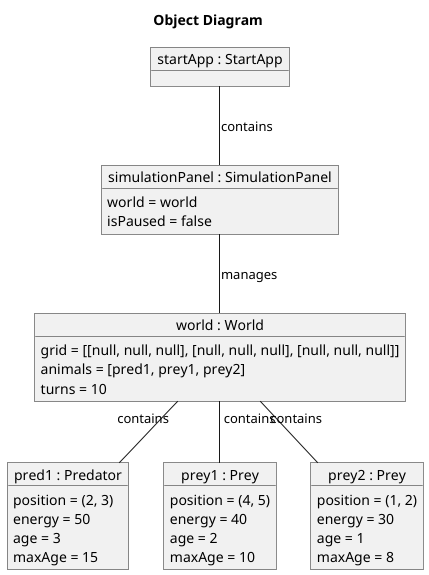 Object Diagram
startApp : StartApp
contains
simulationPanel : SimulationPanel
world = world
isPaused = false
manages
world : World
grid = [[null, null, null], [null, null, null], [null, null, null]]
animals = [pred1, prey1, prey2]
turns = 10
contains
contains
contains
pred1 : Predator
position = (2, 3)
energy = 50
age = 3
maxAge = 15
prey1 : Prey
position = (4, 5)
energy = 40
age = 2
maxAge = 10
prey2 : Prey
position = (1, 2)
energy = 30
age = 1
maxAge = 8